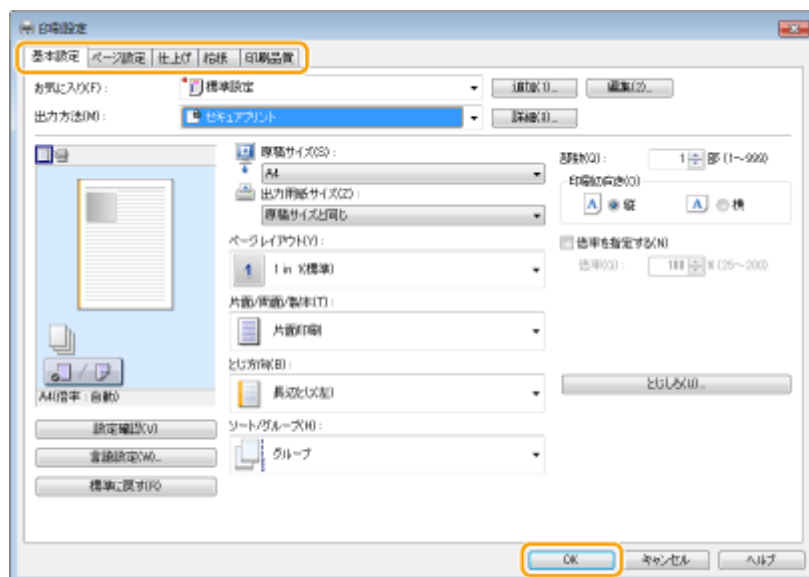 印刷設定
基本設定 ページ設定 仕上げ 給紙 印刷品質
お気に入り(F): 標準設定 追加(1)... 編集(2)...
出力方法(M): セキュアプリント 詳細(3)...
原稿サイズ(S):
A4
出力用紙サイズ(Z):
原稿サイズと同じ
部数(Q): 1 部 (1～999)
印刷の向き(O)
A 縦 A 横
ページレイアウト(Y):
1 1 in 1(標準)
倍率を指定する(N)
倍率(G): 100 % (25～200)
片面/両面/製本(T):
片面印刷
とじ方向(B):
長辺とじ(左)
とじしろ(U)...
A4(倍率:自動)
ソート/グループ(H):
グループ
設定確認(V)
言語設定(W)...
標準に戻す(R)
OK キャンセル ヘルプ